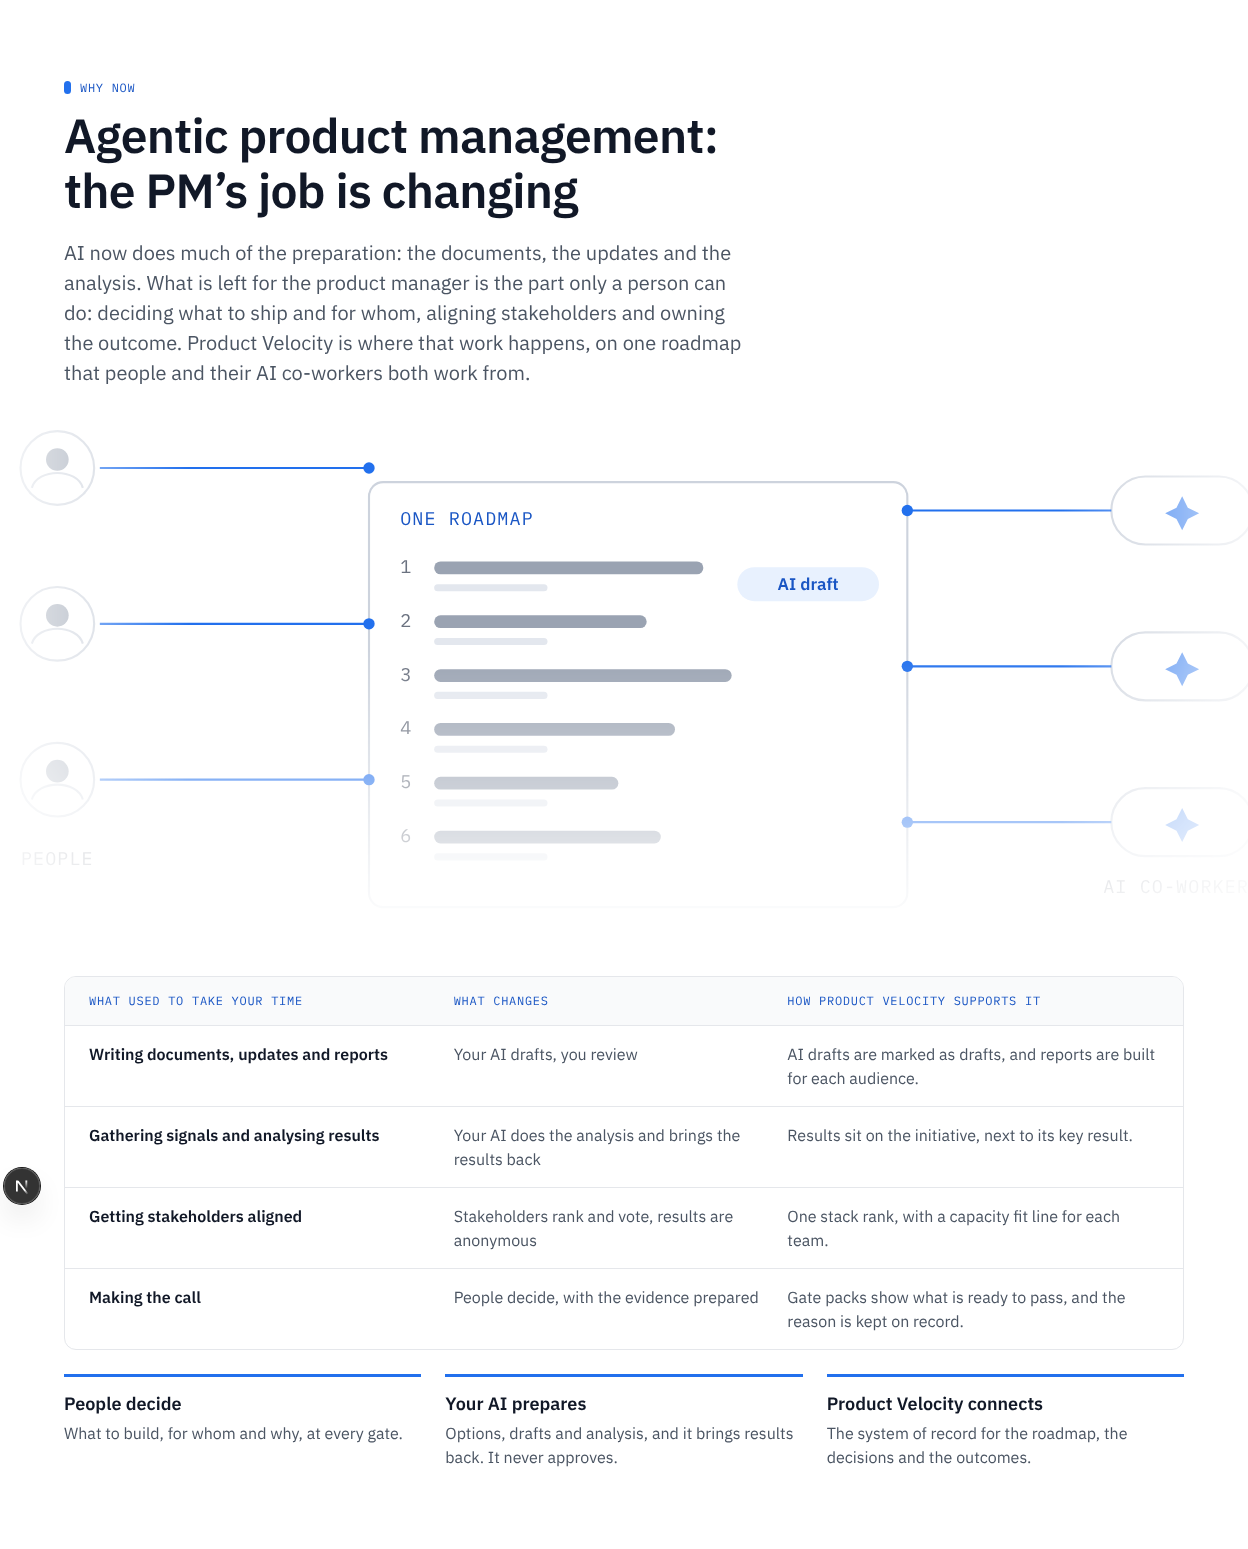 WHY NOW
Agentic product management:
the PM’s job is changing
AI now does much of the preparation: the documents, the updates and the
analysis. What is left for the product manager is the part only a person can
do: deciding what to ship and for whom, aligning stakeholders and owning
the outcome. Product Velocity is where that work happens, on one roadmap
that people and their AI co-workers both work from.
ONE ROADMAP
1
AI draft
2
3
4
5
6
PEOPLE
AI CO-WORKER
WHAT USED TO TAKE YOUR TIME
WHAT CHANGES
HOW PRODUCT VELOCITY SUPPORTS IT
Writing documents, updates and reports
Your AI drafts, you review
AI drafts are marked as drafts, and reports are built
for each audience.
Gathering signals and analysing results
Your AI does the analysis and brings the
results back
Results sit on the initiative, next to its key result.
Getting stakeholders aligned
Stakeholders rank and vote, results are
anonymous
One stack rank, with a capacity fit line for each
team.
Making the call
People decide, with the evidence prepared
Gate packs show what is ready to pass, and the
reason is kept on record.
N
People decide
What to build, for whom and why, at every gate.
Your AI prepares
Options, drafts and analysis, and it brings results
back. It never approves.
Product Velocity connects
The system of record for the roadmap, the
decisions and the outcomes.